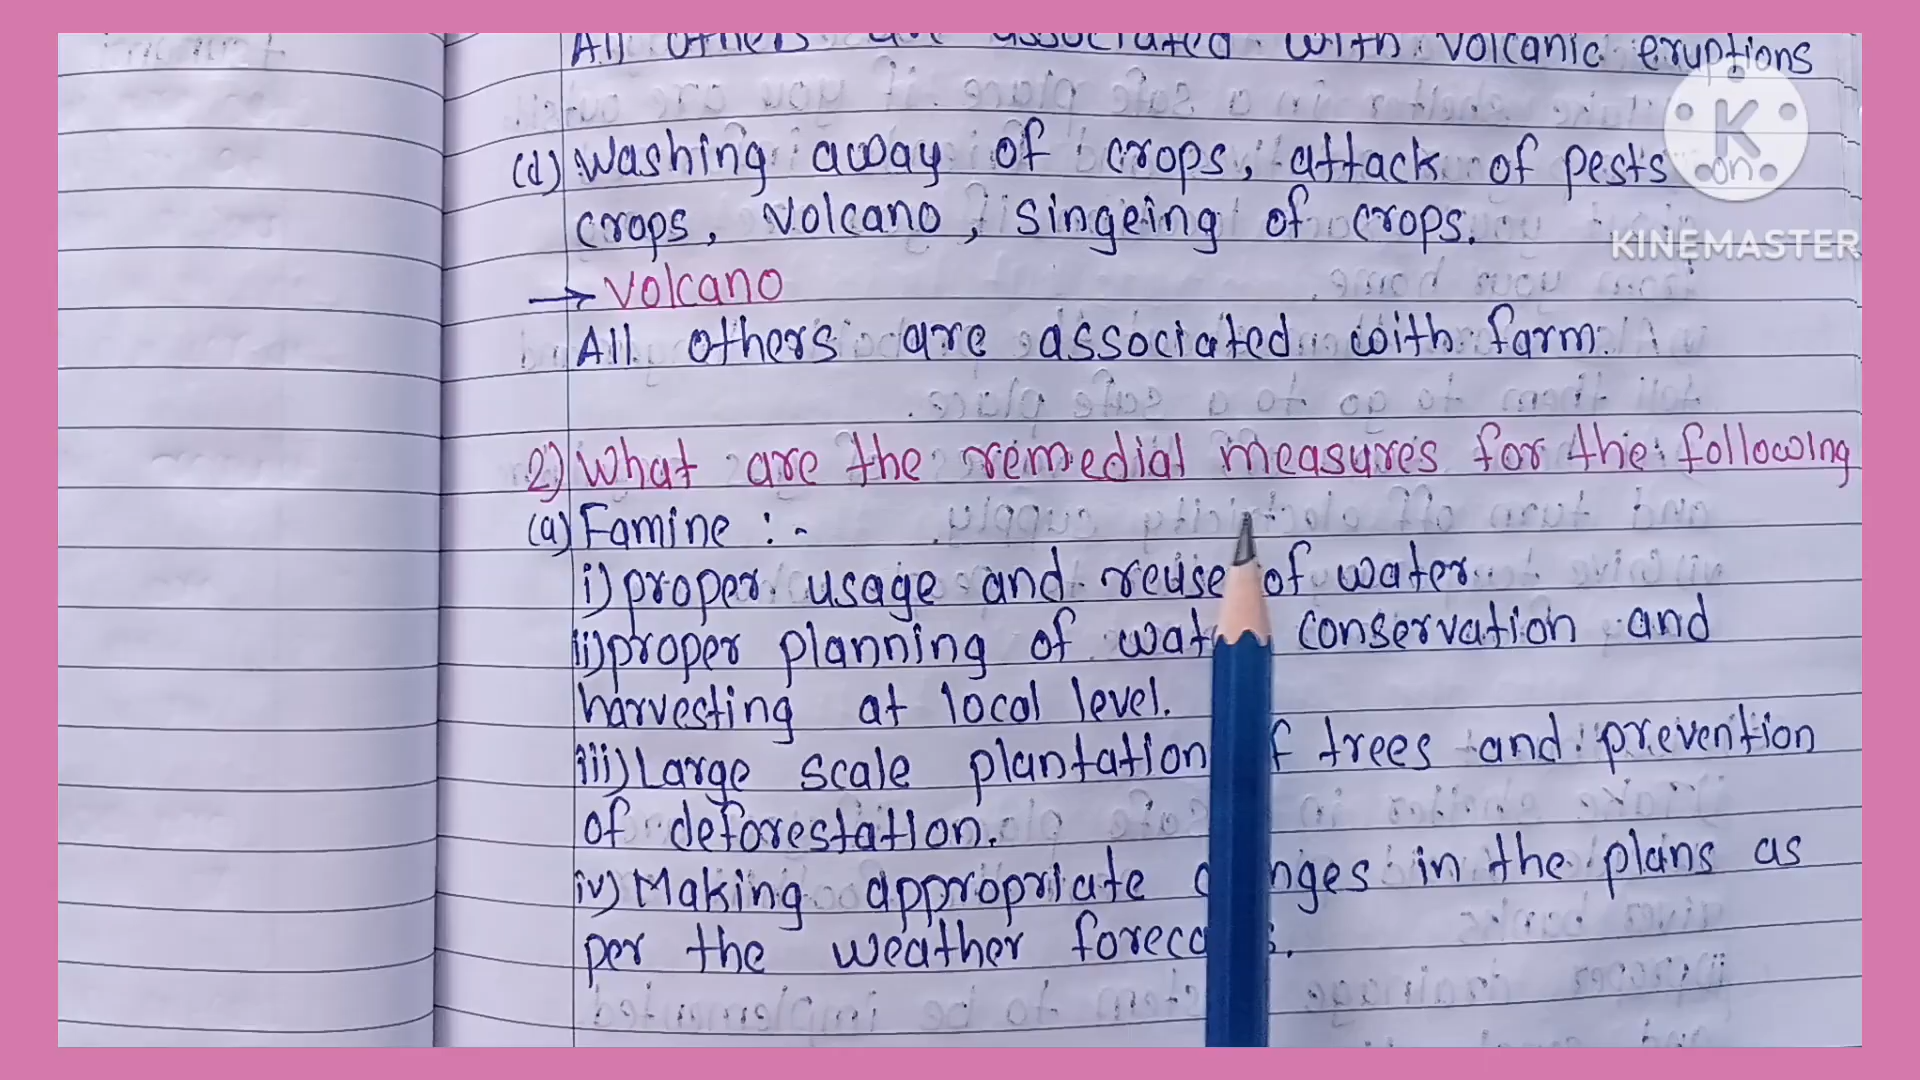 All others are associated with volcanic eruptions
(d) Washing away of crops, attack of pests on
crops, volcano, singeing of crops.
→ Volcano
All others are associated with farm.
2) What are the remedial measures for the following
(a) Famine :-
i) proper usage and reuse of water.
ii) proper planning of water conservation and
harvesting at local level.
iii) Large scale plantation of trees and prevention
of deforestation.
iv) Making appropriate changes in the plans as
per the weather
K
KINEMASTER